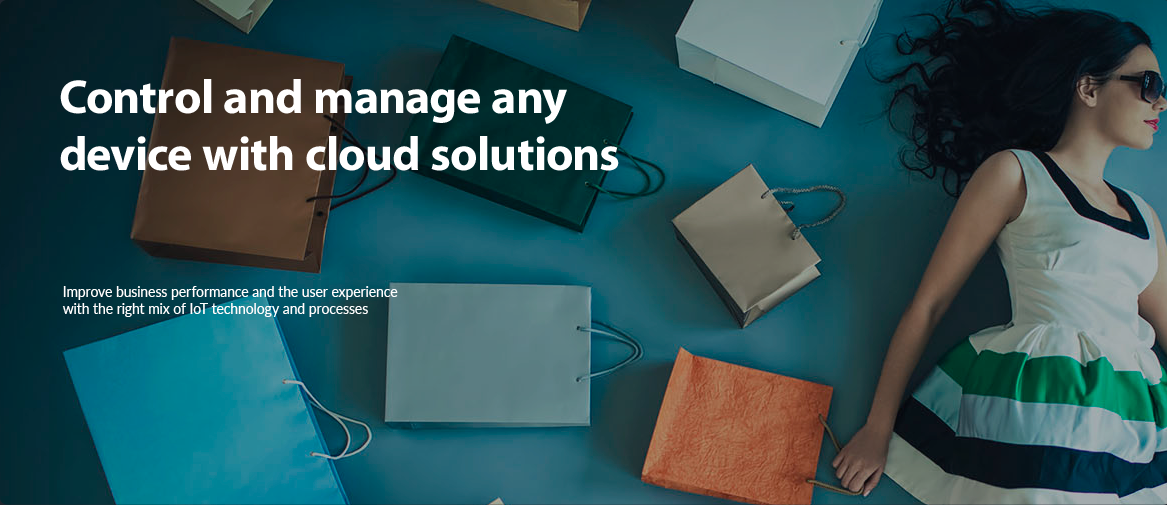 Control and manage any
device with cloud solutions
Improve business performance and the user experience
with the right mix of IoT technology and processes